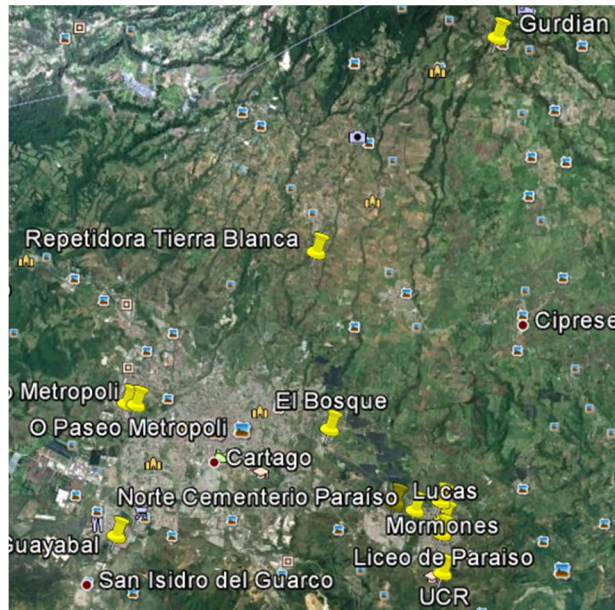 Gurdian
Repetidora Tierra Blanca
Ciprese
o Metropoli
El Bosque
O Paseo Metropoli
Cartago
Norte Cementerio Paraíso
Lucas
Mormones
Guayabal
Liceo de Paraiso
San Isidro del Guarco
UCR